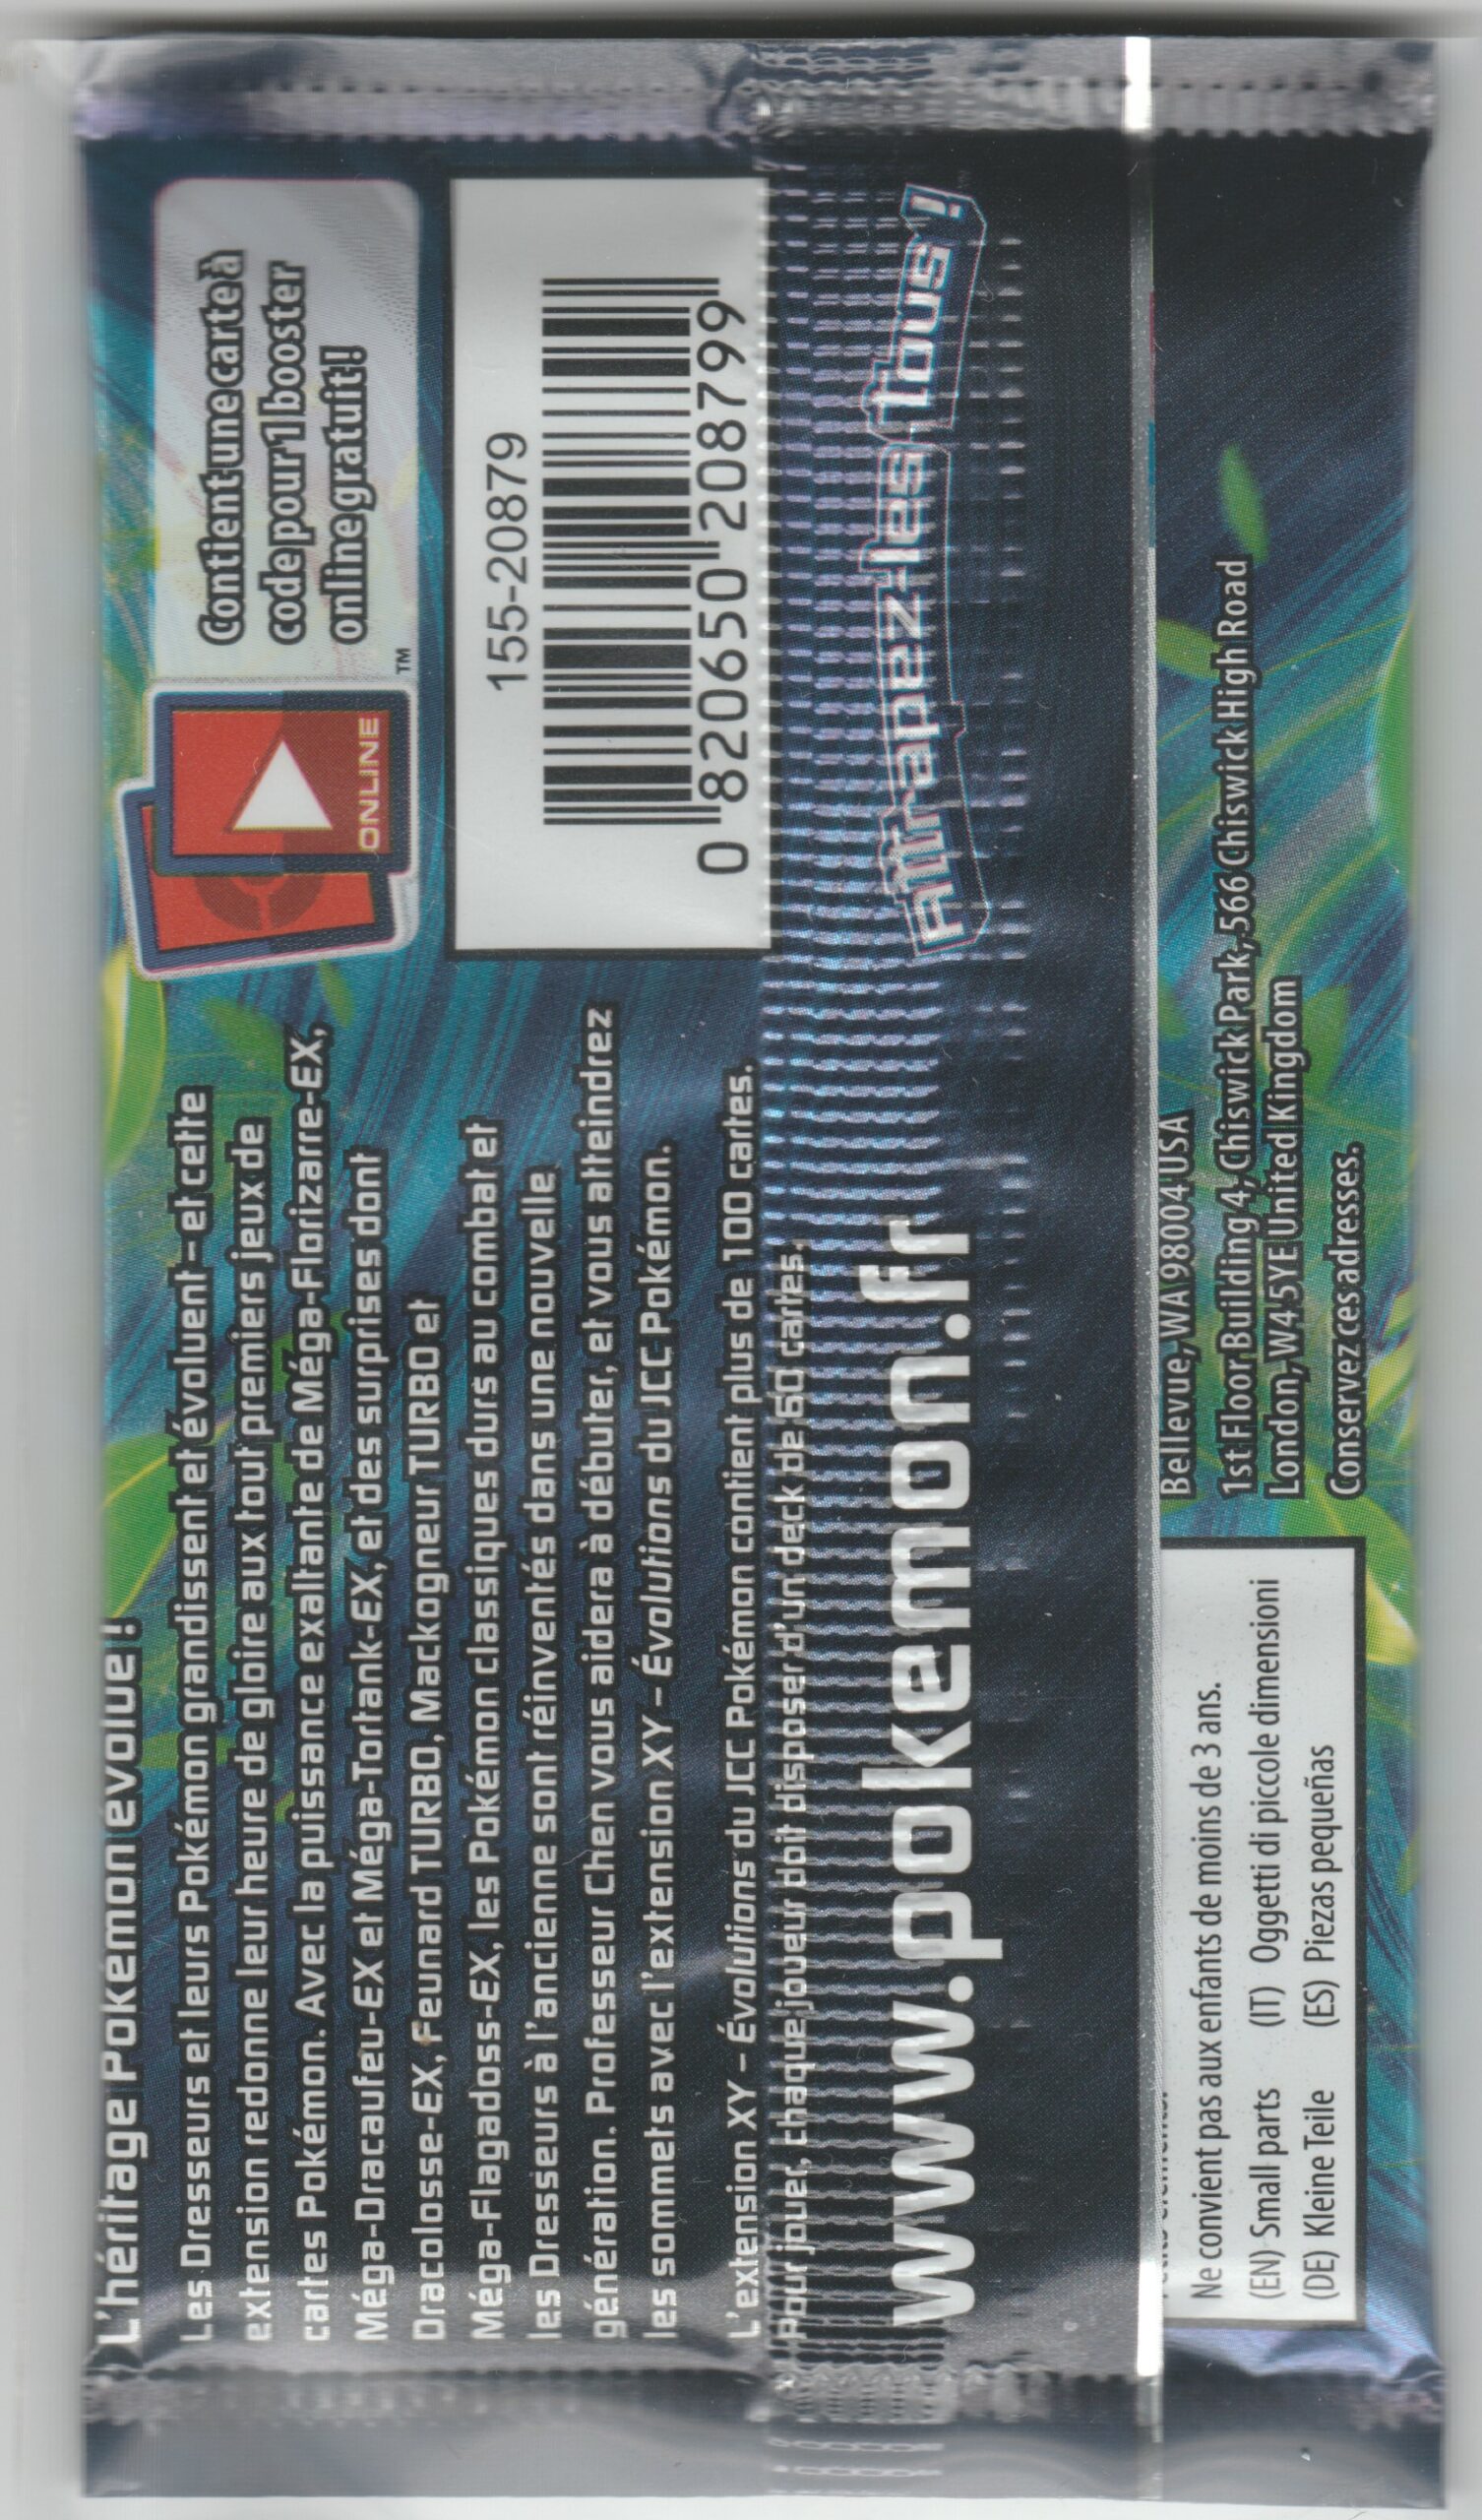 L'héritage Pokémon évolue !
Les Dresseurs et leurs Pokémon grandissent et évoluent – et cette
extension redonne leur heure de gloire aux tout premiers jeux de
cartes Pokémon. Avec la puissance exaltante de Méga-Florizarre-EX,
Méga-Dracaufeu-EX et Méga-Tortank-EX, et des surprises dont
Dracolosse-EX, Feunard TURBO, Mackogneur TURBO et
Méga-Flagadoss-EX, les Pokémon classiques durs au combat et
les Dresseurs à l'ancienne sont réinventés dans une nouvelle
génération. Professeur Chen vous aidera à débuter, et vous atteindrez
les sommets avec l'extension XY – Évolutions du JCC Pokémon.
L'extension XY – Évolutions du JCC Pokémon contient plus de 100 cartes.
Pour jouer, chaque joueur doit disposer d'un deck de 60 cartes.
ONLINE
TM
Contient une carte à
code pour 1 booster
online gratuit !
155-20879
0 820650 208799
www.pokemon.fr
Attrapez-les tous !
Ne convient pas aux enfants de moins de 3 ans.
(EN) Small parts (IT) Oggetti di piccole dimensioni
(DE) Kleine Teile (ES) Piezas pequeñas
Bellevue, WA 98004 USA
1st Floor Building 4, Chiswick Park, 566 Chiswick High Road
London, W4 5YE United Kingdom
Conservez ces adresses.